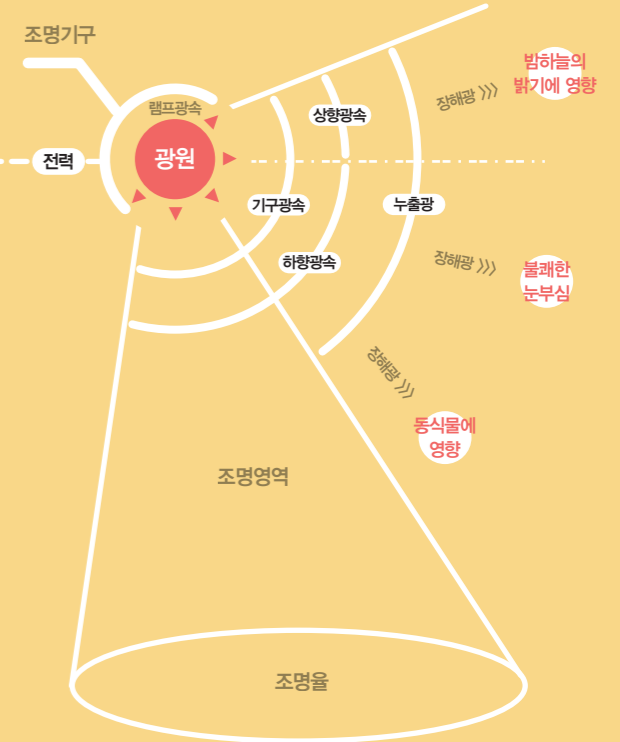 조명기구
밤하늘의
밝기에 영향
장해광 》》
램프광속
상향광속
전력
광원
기구광속
누출광
하향광속
장해광 》》
불쾌한
눈부심
장해광 》》
동식물에
영향
조명영역
조명율